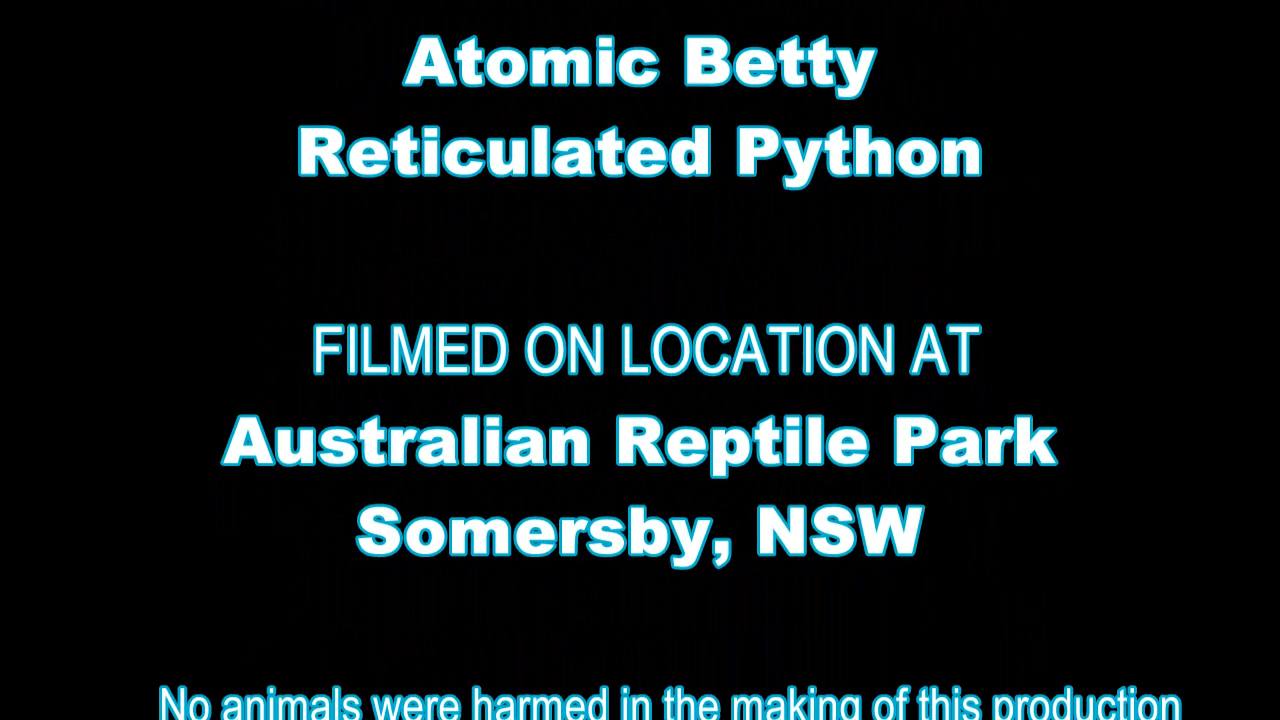 Atomic Betty
Reticulated Python
FILMED ON LOCATION AT
Australian Reptile Park
Somersby, NSW
No animals were harmed in the making of this production